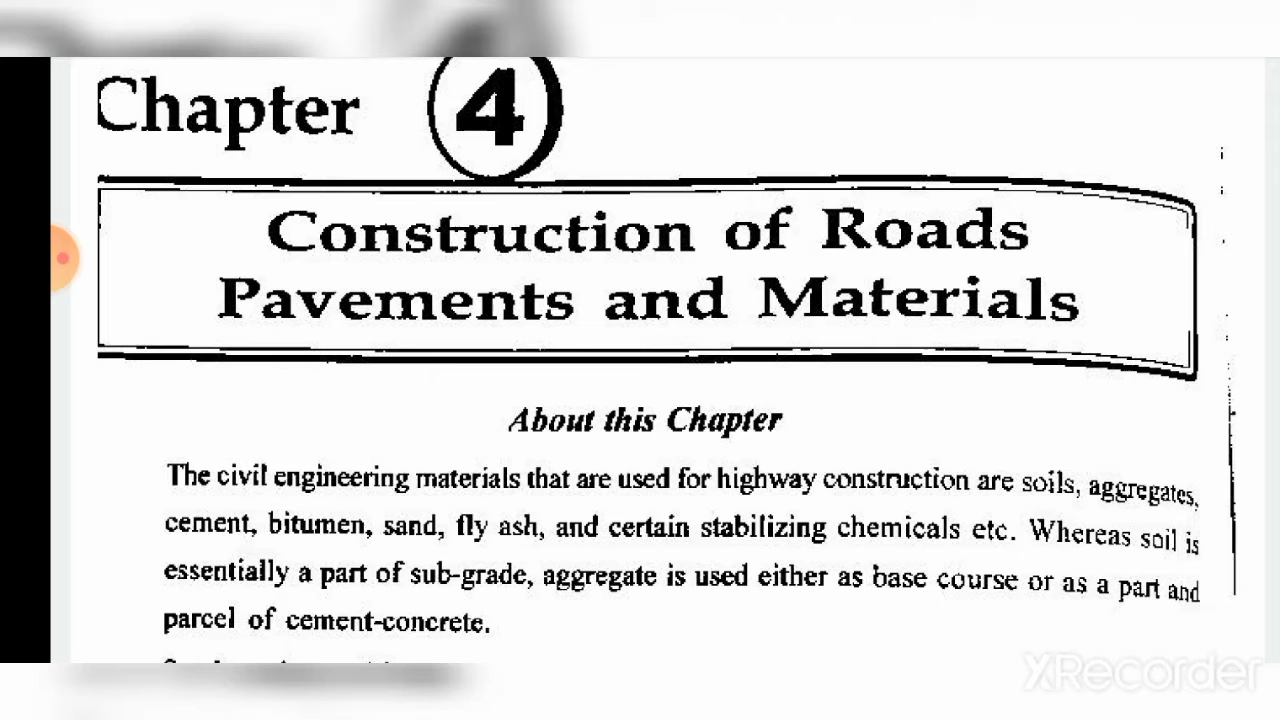 Chapter 4
Construction of Roads
Pavements and Materials
About this Chapter
The civil engineering materials that are used for highway construction are soils, aggregates,
cement, bitumen, sand, fly ash, and certain stabilizing chemicals etc. Whereas soil is
essentially a part of sub-grade, aggregate is used either as base course or as a part and
parcel of cement-concrete.
XRecorder